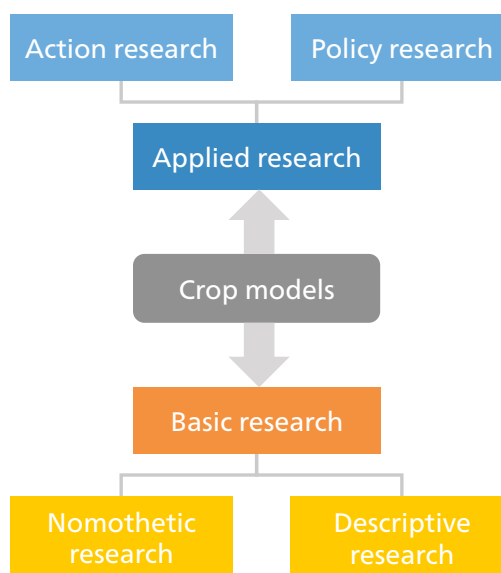 Action research
Policy research
Applied research
Crop models
Basic research
Nomothetic
research
Descriptive
research